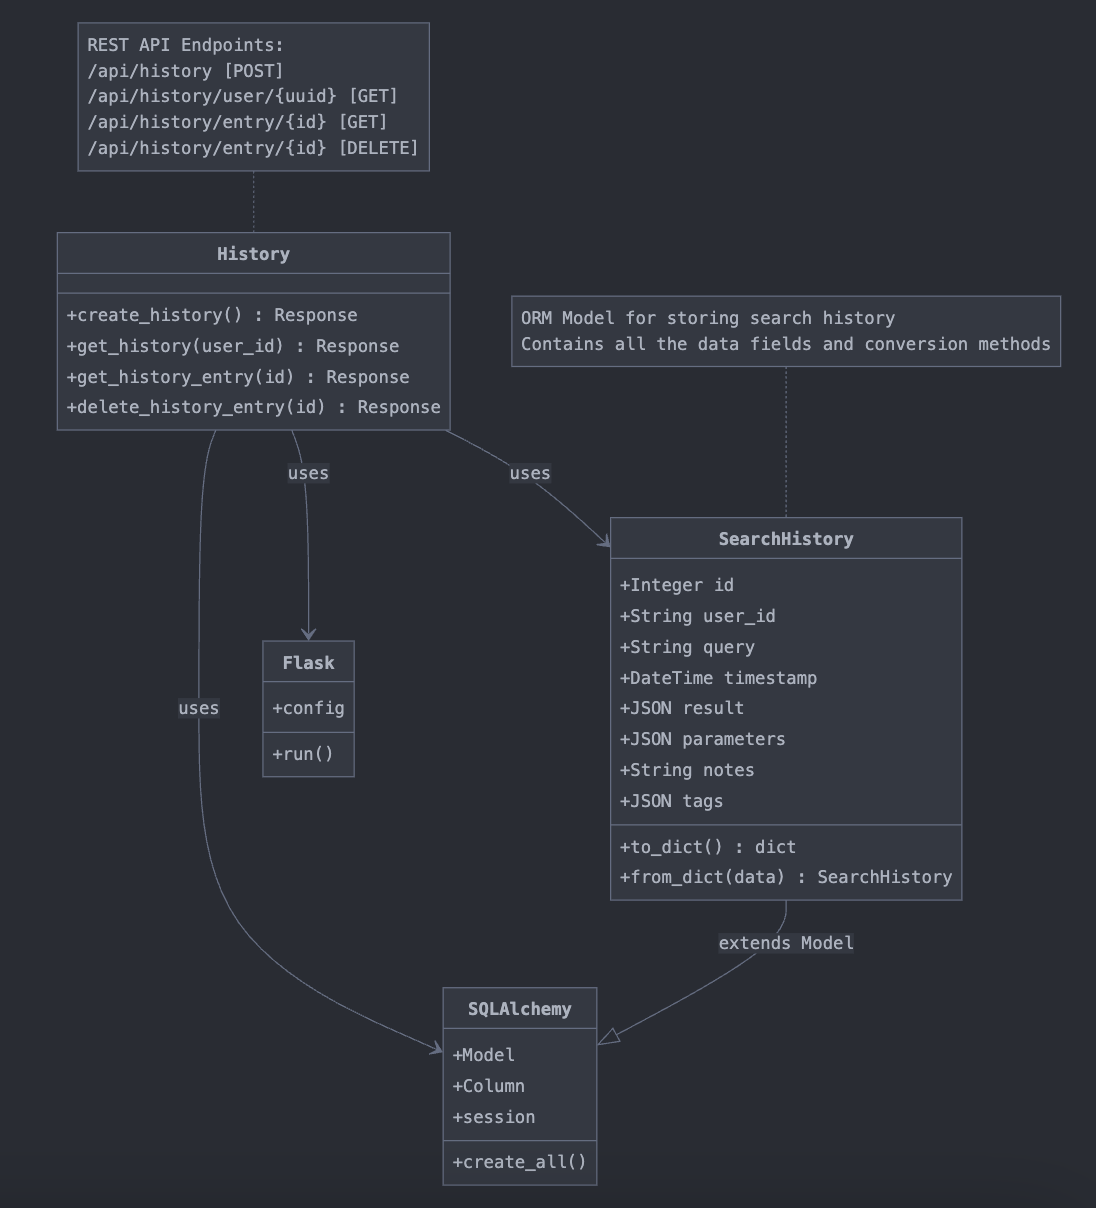 REST API Endpoints:
/api/history [POST]
/api/history/user/{uuid} [GET]
/api/history/entry/{id} [GET]
/api/history/entry/{id} [DELETE]
History
+create_history() : Response
+get_history(user_id) : Response
+get_history_entry(id) : Response
+delete_history_entry(id) : Response
ORM Model for storing search history
Contains all the data fields and conversion methods
uses
uses
uses
SearchHistory
+Integer id
+String user_id
+String query
+DateTime timestamp
+JSON result
+JSON parameters
+String notes
+JSON tags
+to_dict() : dict
+from_dict(data) : SearchHistory
Flask
+config
+run()
extends Model
SQLAlchemy
+Model
+Column
+session
+create_all()